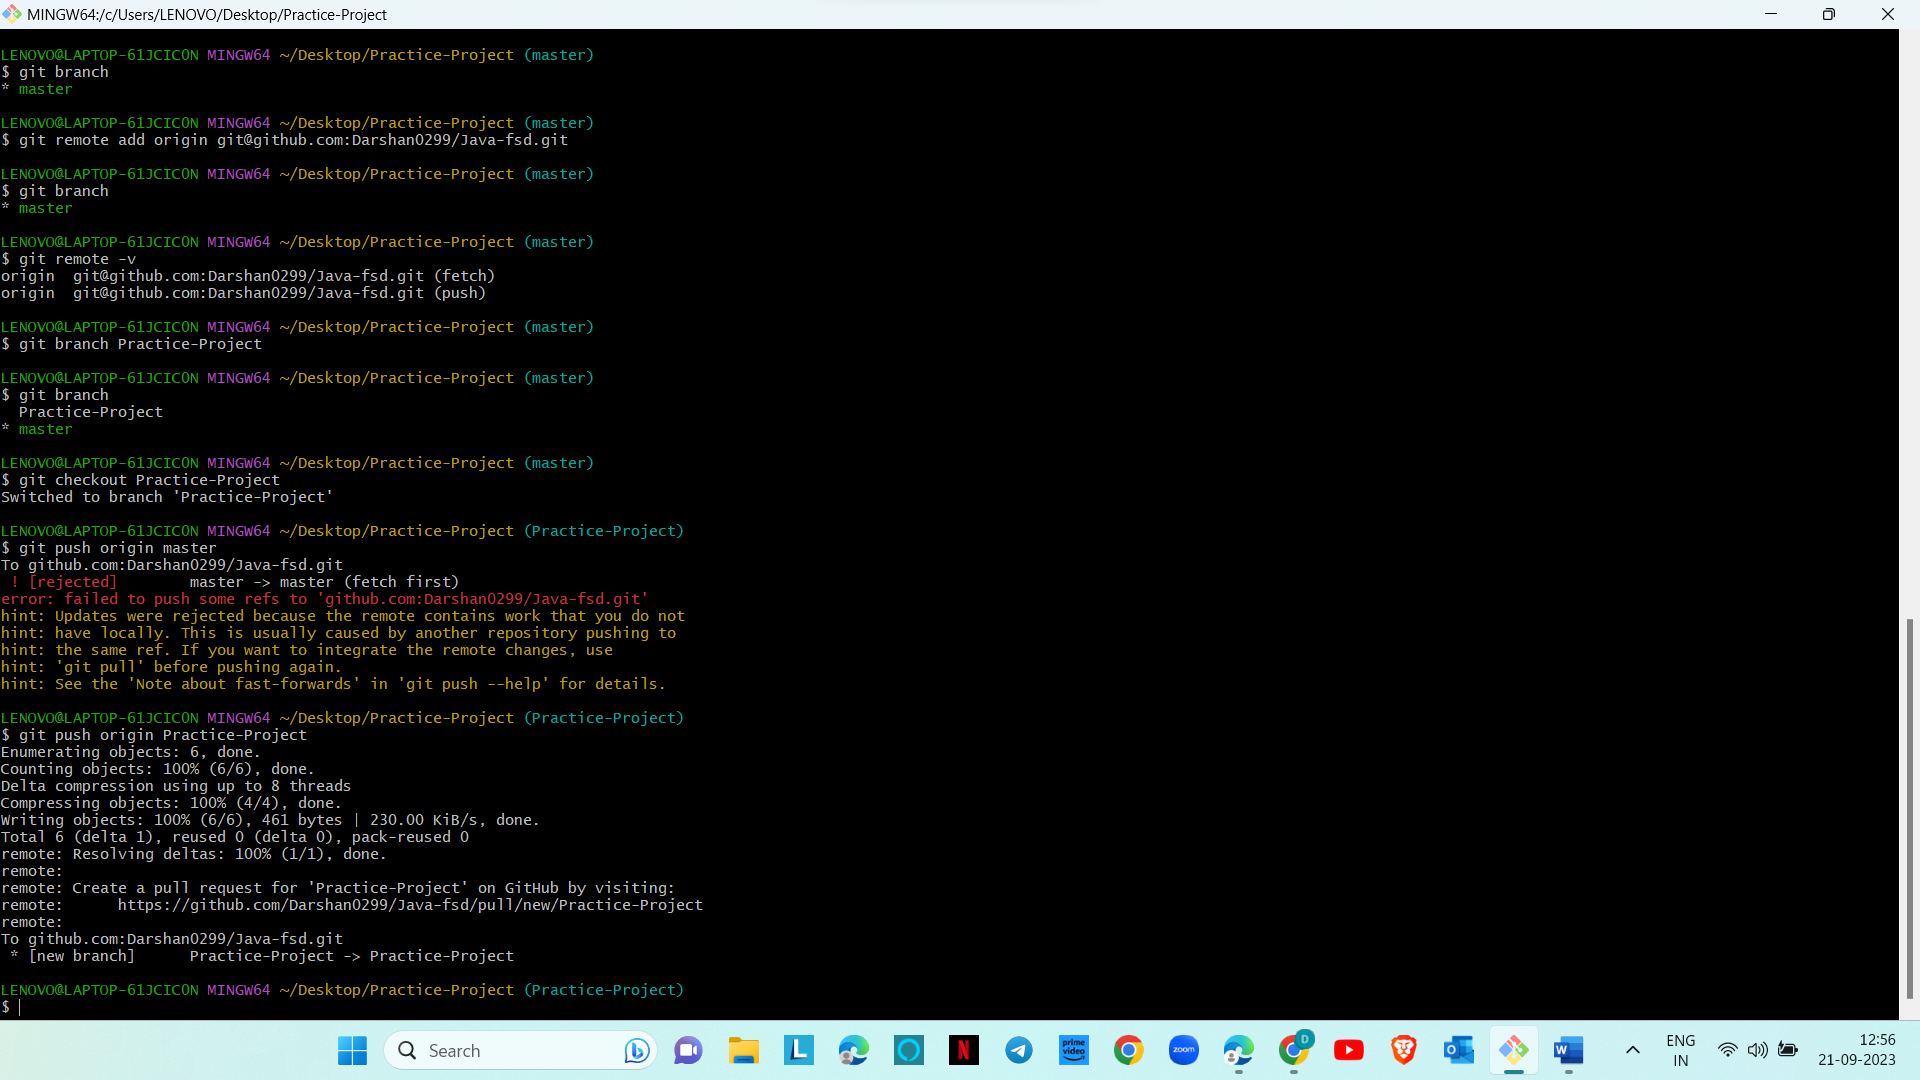 MINGW64:/c/Users/LENOVO/Desktop/Practice-Project
LENOVO@LAPTOP-61JCICON MINGW64 ~/Desktop/Practice-Project (master)
$ git branch
* master
LENOVO@LAPTOP-61JCICON MINGW64 ~/Desktop/Practice-Project (master)
$ git remote add origin git@github.com:Darshan0299/Java-fsd.git
LENOVO@LAPTOP-61JCICON MINGW64 ~/Desktop/Practice-Project (master)
$ git branch
* master
LENOVO@LAPTOP-61JCICON MINGW64 ~/Desktop/Practice-Project (master)
$ git remote -v
origin  git@github.com:Darshan0299/Java-fsd.git (fetch)
origin  git@github.com:Darshan0299/Java-fsd.git (push)
LENOVO@LAPTOP-61JCICON MINGW64 ~/Desktop/Practice-Project (master)
$ git branch Practice-Project
LENOVO@LAPTOP-61JCICON MINGW64 ~/Desktop/Practice-Project (master)
$ git branch
  Practice-Project
* master
LENOVO@LAPTOP-61JCICON MINGW64 ~/Desktop/Practice-Project (master)
$ git checkout Practice-Project
Switched to branch 'Practice-Project'
LENOVO@LAPTOP-61JCICON MINGW64 ~/Desktop/Practice-Project (Practice-Project)
$ git push origin master
To github.com:Darshan0299/Java-fsd.git
 ! [rejected]        master -> master (fetch first)
error: failed to push some refs to 'github.com:Darshan0299/Java-fsd.git'
hint: Updates were rejected because the remote contains work that you do not
hint: have locally. This is usually caused by another repository pushing to
hint: the same ref. If you want to integrate the remote changes, use
hint: 'git pull' before pushing again.
hint: See the 'Note about fast-forwards' in 'git push --help' for details.
LENOVO@LAPTOP-61JCICON MINGW64 ~/Desktop/Practice-Project (Practice-Project)
$ git push origin Practice-Project
Enumerating objects: 6, done.
Counting objects: 100% (6/6), done.
Delta compression using up to 8 threads
Compressing objects: 100% (4/4), done.
Writing objects: 100% (6/6), 461 bytes | 230.00 KiB/s, done.
Total 6 (delta 1), reused 0 (delta 0), pack-reused 0
remote: Resolving deltas: 100% (1/1), done.
remote:
remote: Create a pull request for 'Practice-Project' on GitHub by visiting:
remote:      https://github.com/Darshan0299/Java-fsd/pull/new/Practice-Project
remote:
To github.com:Darshan0299/Java-fsd.git
 * [new branch]      Practice-Project -> Practice-Project
LENOVO@LAPTOP-61JCICON MINGW64 ~/Desktop/Practice-Project (Practice-Project)
$
Search
L
N
prime video
zoom
D
O
W
ENG
IN
12:56
21-09-2023